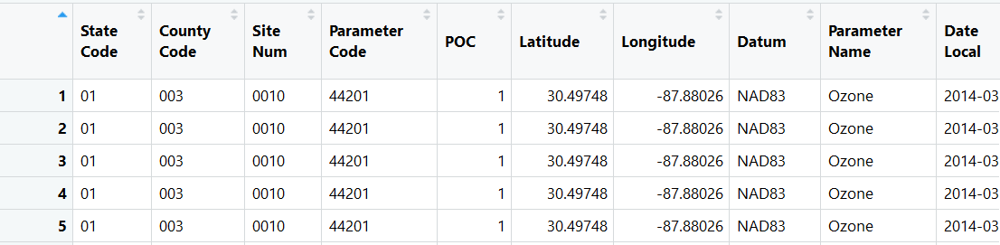 State Code County Code Site Num Parameter Code POC Latitude Longitude Datum Parameter Name Date Local
1 01 003 0010 44201 1 30.49748 -87.88026 NAD83 Ozone 2014-03
2 01 003 0010 44201 1 30.49748 -87.88026 NAD83 Ozone 2014-03
3 01 003 0010 44201 1 30.49748 -87.88026 NAD83 Ozone 2014-03
4 01 003 0010 44201 1 30.49748 -87.88026 NAD83 Ozone 2014-03
5 01 003 0010 44201 1 30.49748 -87.88026 NAD83 Ozone 2014-03